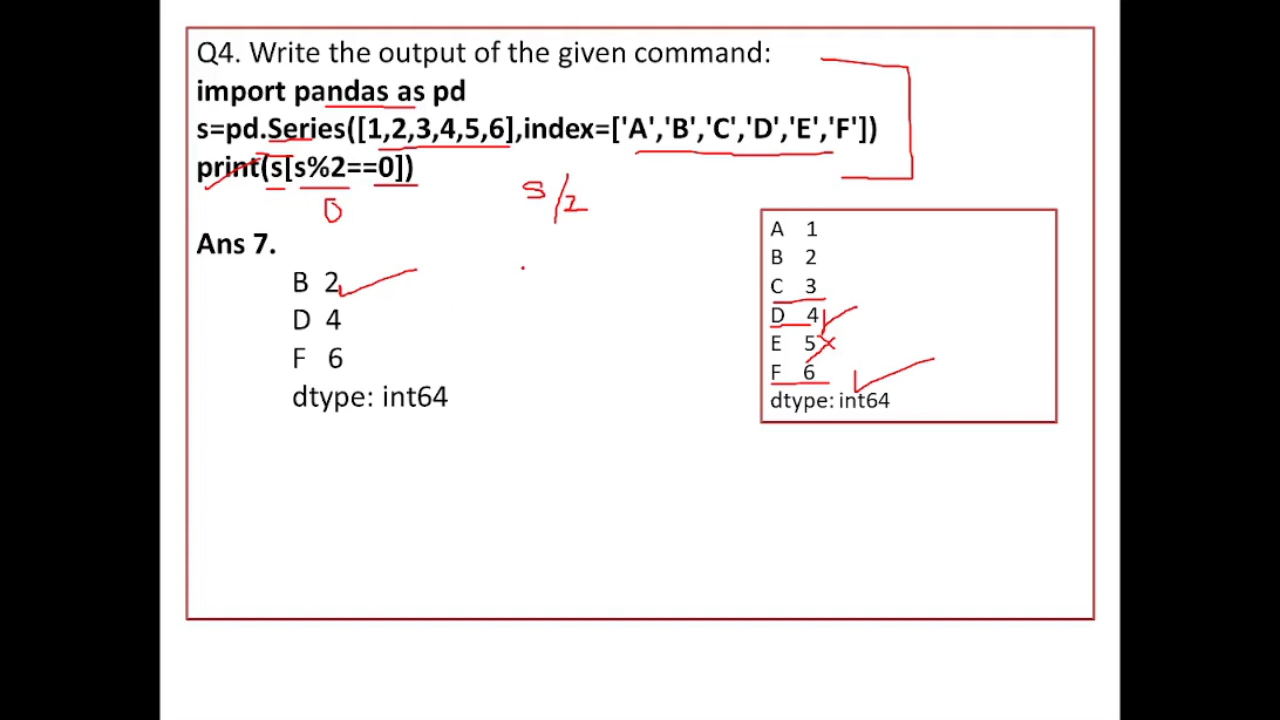 Q4. Write the output of the given command:
import pandas as pd
s=pd.Series([1,2,3,4,5,6],index=['A','B','C','D','E','F'])
print(s[s%2==0])
0
s/2
Ans 7.
B 2
D 4
F 6
dtype: int64
A 1
B 2
C 3
D 4
E 5
F 6
dtype: int64